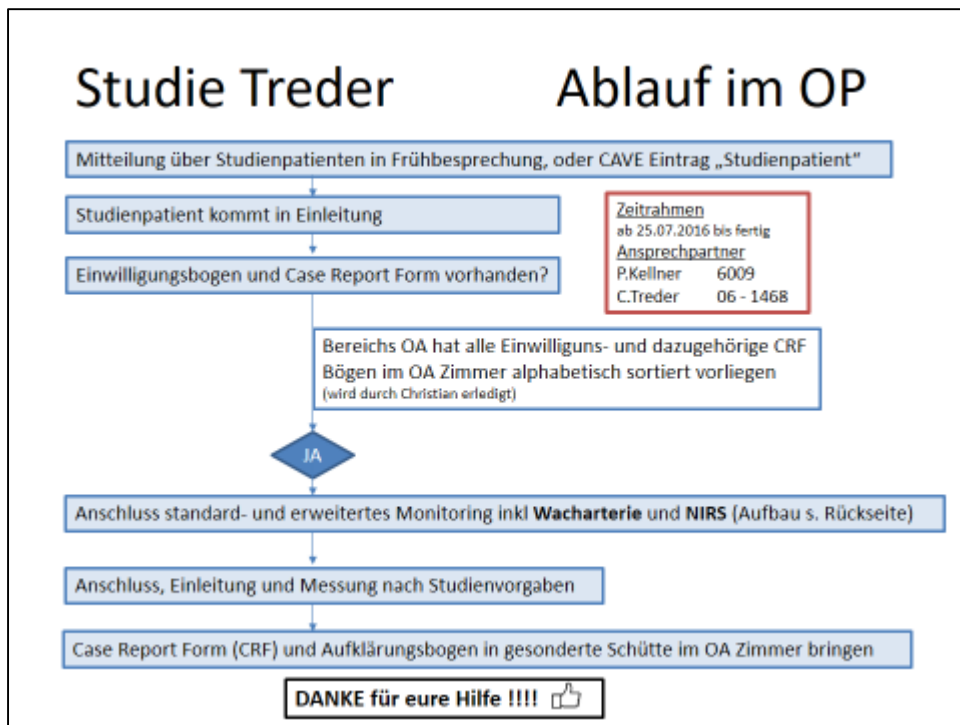 Studie Treder Ablauf im OP
Mitteilung über Studienpatienten in Frühbesprechung, oder CAVE Eintrag „Studienpatient“
Studienpatient kommt in Einleitung
Zeitrahmen
ab 25.07.2016 bis fertig
Ansprechpartner
P.Kellner 6009
C.Treder 06 - 1468
Einwilligungsbogen und Case Report Form vorhanden?
Bereichs OA hat alle Einwilliguns- und dazugehörige CRF
Bögen im OA Zimmer alphabetisch sortiert vorliegen
(wird durch Christian erledigt)
JA
Anschluss standard- und erweitertes Monitoring inkl Wacharterie und NIRS (Aufbau s. Rückseite)
Anschluss, Einleitung und Messung nach Studienvorgaben
Case Report Form (CRF) und Aufklärungsbogen in gesonderte Schütte im OA Zimmer bringen
DANKE für eure Hilfe !!!!